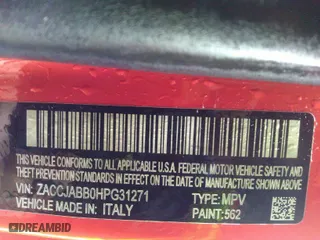 THIS VEHICLE CONFORMS TO ALL APPLICABLE U.S.A. FEDERAL MOTOR VEHICLE SAFETY AND
THEFT PREVENTION STANDARDS IN EFFECT ON THE DATE OF MANUFACTURE SHOWN ABOVE.
VIN: ZACCJABB0HPG31271 TYPE: MPV
VEHICLE MADE IN: ITALY PAINT: 562
DREAMBID